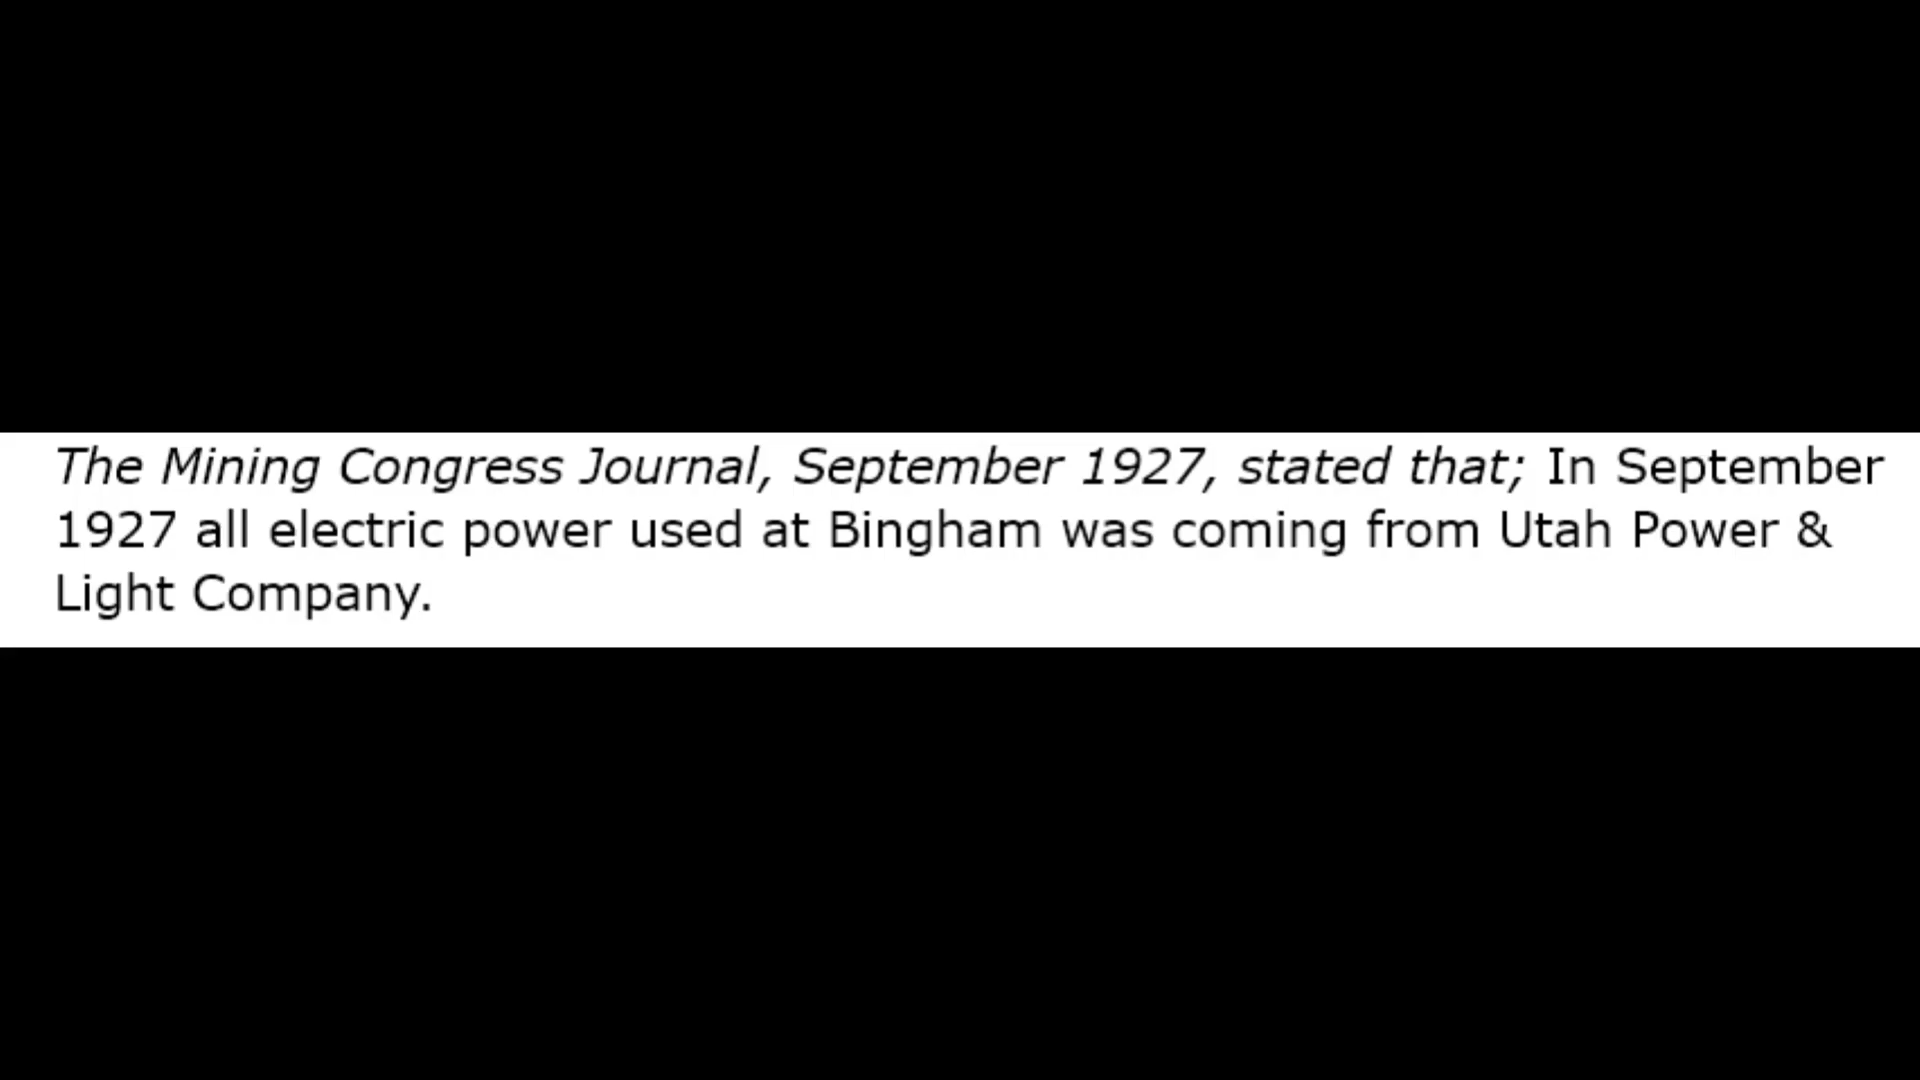 The Mining Congress Journal, September 1927, stated that; In September
1927 all electric power used at Bingham was coming from Utah Power &
Light Company.